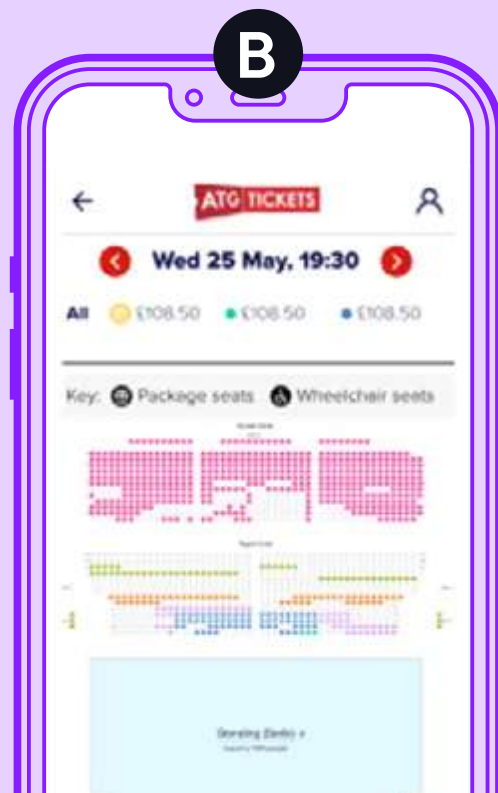 B
ATG TICKETS
Wed 25 May, 19:30
All £108.50 £108.50 £108.50
Key: Package seats Wheelchair seats